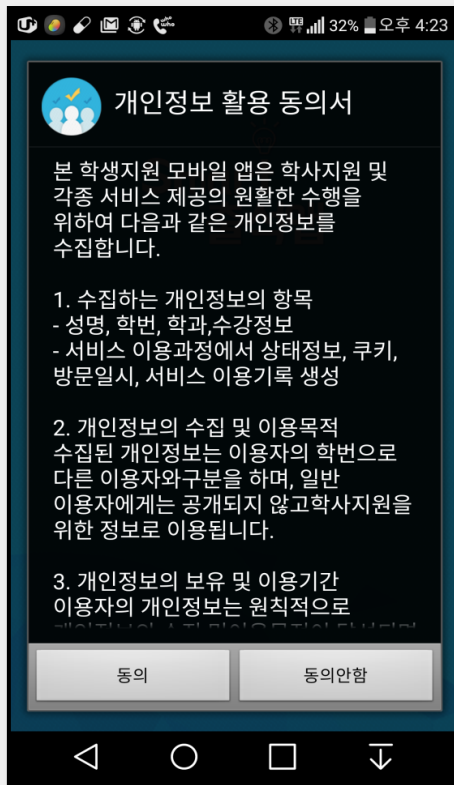 32% 오후 4:23
개인정보 활용 동의서
본 학생지원 모바일 앱은 학사지원 및
각종 서비스 제공의 원활한 수행을
위하여 다음과 같은 개인정보를
수집합니다.
1. 수집하는 개인정보의 항목
- 성명, 학번, 학과,수강정보
- 서비스 이용과정에서 상태정보, 쿠키,
방문일시, 서비스 이용기록 생성
2. 개인정보의 수집 및 이용목적
수집된 개인정보는 이용자의 학번으로
다른 이용자와구분을 하며, 일반
이용자에게는 공개되지 않고학사지원을
위한 정보로 이용됩니다.
3. 개인정보의 보유 및 이용기간
이용자의 개인정보는 원칙적으로
동의
동의안함